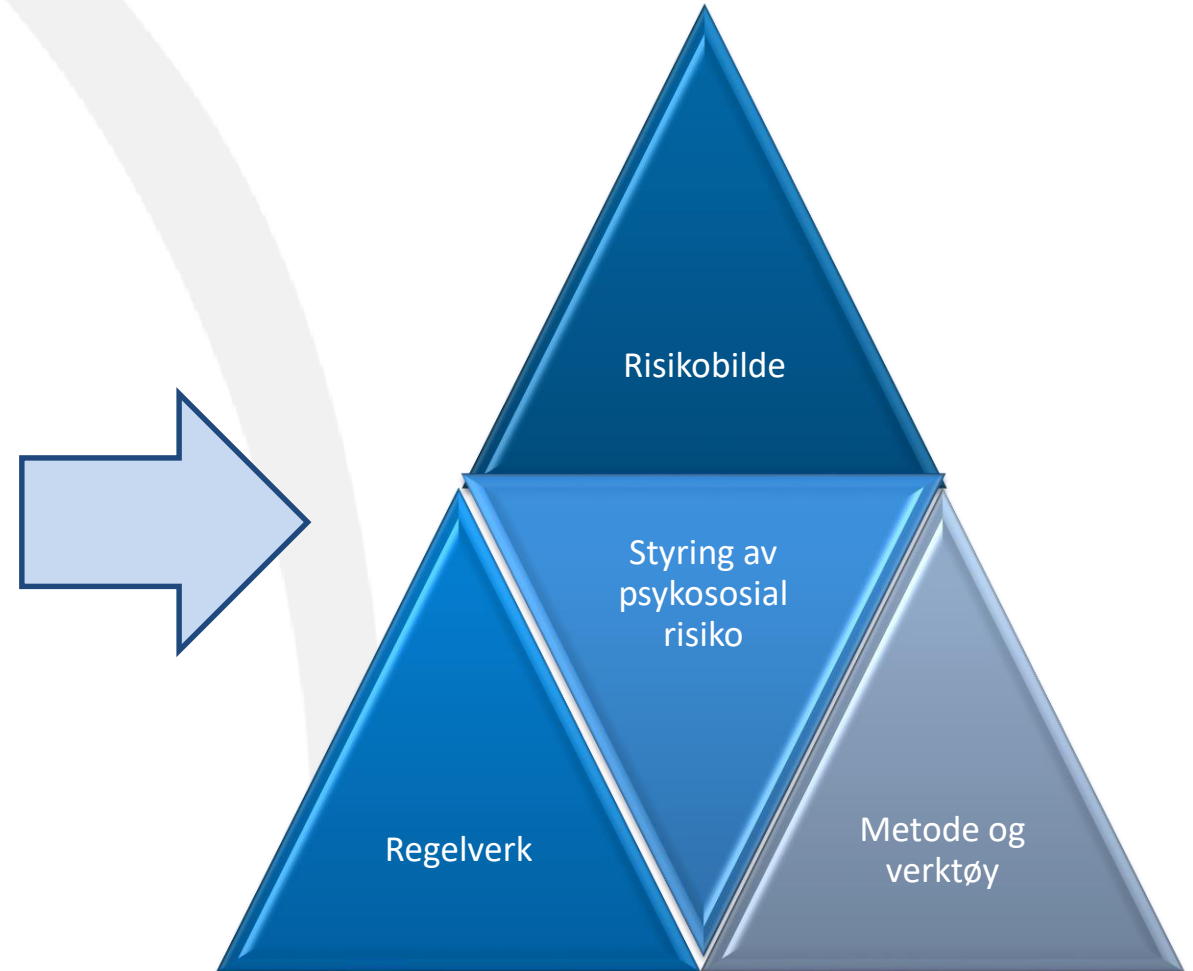 Risikobilde
Styring av
psykososial
risiko
Regelverk
Metode og
verktøy